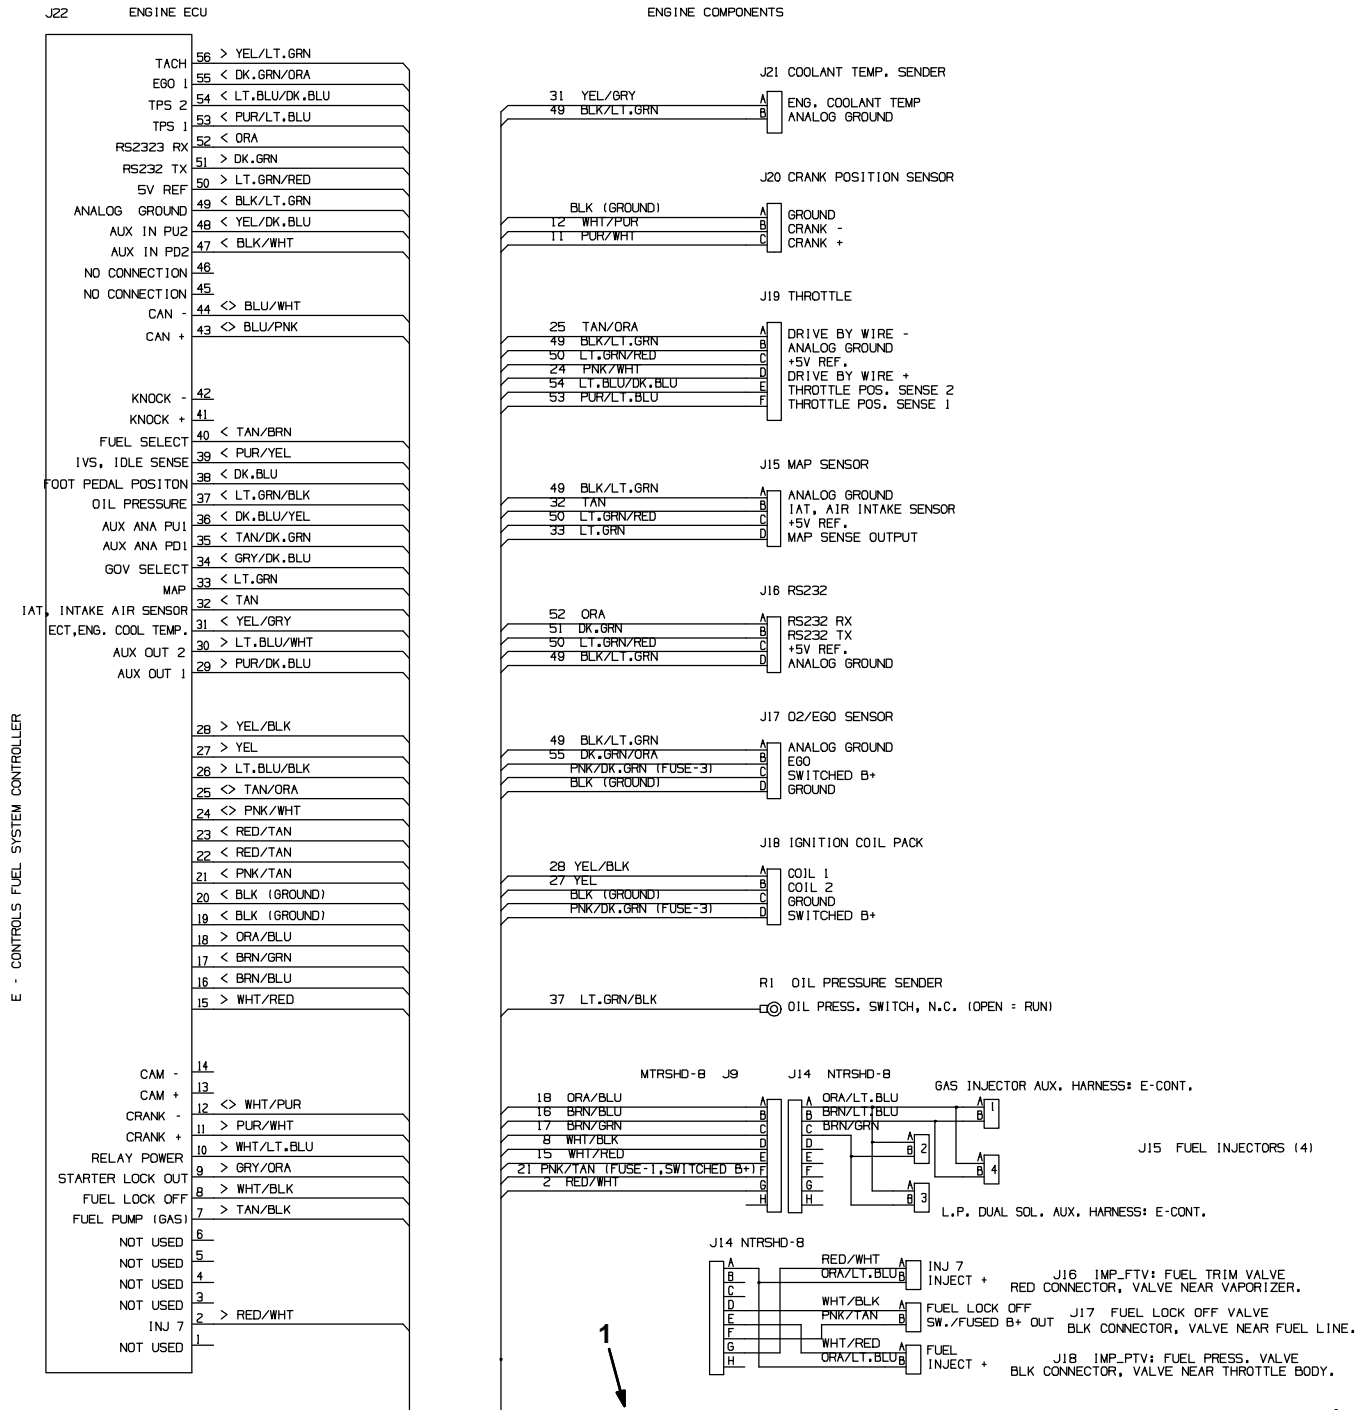 J22 ENGINE ECU
ENGINE COMPONENTS
E - CONTROLS FUEL SYSTEM CONTROLLER
TACH 56 > YEL/LT.GRN
EGO 1 55 < DK.GRN/ORA
TPS 2 54 < LT.BLU/DK.BLU
TPS 1 53 < PUR/LT.BLU
RS2323 RX 52 < ORA
RS232 TX 51 > DK.GRN
5V REF 50 > LT.GRN/RED
ANALOG GROUND 49 < BLK/LT.GRN
AUX IN PU2 48 < YEL/DK.BLU
AUX IN PD2 47 < BLK/WHT
NO CONNECTION 46
NO CONNECTION 45
CAN - 44 <> BLU/WHT
CAN + 43 <> BLU/PNK
KNOCK - 42
KNOCK + 41
FUEL SELECT 40 < TAN/BRN
IVS, IDLE SENSE 39 < PUR/YEL
FOOT PEDAL POSITON 38 < DK.BLU
OIL PRESSURE 37 < LT.GRN/BLK
AUX ANA PU1 36 < DK.BLU/YEL
AUX ANA PD1 35 < TAN/DK.GRN
GOV SELECT 34 < GRY/DK.BLU
MAP 33 < LT.GRN
IAT, INTAKE AIR SENSOR 32 < TAN
ECT,ENG. COOL TEMP. 31 < YEL/GRY
AUX OUT 2 30 > LT.BLU/WHT
AUX OUT 1 29 > PUR/DK.BLU
28 > YEL/BLK
27 > YEL
26 > LT.BLU/BLK
25 <> TAN/ORA
24 <> PNK/WHT
23 < RED/TAN
22 < RED/TAN
21 < PNK/TAN
20 < BLK (GROUND)
19 < BLK (GROUND)
18 > ORA/BLU
17 < BRN/GRN
16 < BRN/BLU
15 > WHT/RED
CAM - 14
CAM + 13
CRANK - 12 <> WHT/PUR
CRANK + 11 > PUR/WHT
RELAY POWER 10 > WHT/LT.BLU
STARTER LOCK OUT 9 > GRY/ORA
FUEL LOCK OFF 8 > WHT/BLK
FUEL PUMP (GAS) 7 > TAN/BLK
NOT USED 6
NOT USED 5
NOT USED 4
NOT USED 3
INJ 7 2 > RED/WHT
NOT USED 1
J21 COOLANT TEMP. SENDER
31 YEL/GRY A ENG. COOLANT TEMP
49 BLK/LT.GRN B ANALOG GROUND
J20 CRANK POSITION SENSOR
BLK (GROUND) A GROUND
12 WHT/PUR B CRANK -
11 PUR/WHT C CRANK +
J19 THROTTLE
25 TAN/ORA A DRIVE BY WIRE -
49 BLK/LT.GRN B ANALOG GROUND
50 LT.GRN/RED C +5V REF.
24 PNK/WHT D DRIVE BY WIRE +
54 LT.BLU/DK.BLU E THROTTLE POS. SENSE 2
53 PUR/LT.BLU F THROTTLE POS. SENSE 1
J15 MAP SENSOR
49 BLK/LT.GRN A ANALOG GROUND
32 TAN B IAT, AIR INTAKE SENSOR
50 LT.GRN/RED C +5V REF.
33 LT.GRN D MAP SENSE OUTPUT
J16 RS232
52 ORA A RS232 RX
51 DK.GRN B RS232 TX
50 LT.GRN/RED C +5V REF.
49 BLK/LT.GRN D ANALOG GROUND
J17 O2/EGO SENSOR
49 BLK/LT.GRN A ANALOG GROUND
55 DK.GRN/ORA B EGO
PNK/DK.GRN (FUSE-3) C SWITCHED B+
BLK (GROUND) D GROUND
J18 IGNITION COIL PACK
28 YEL/BLK A COIL 1
27 YEL B COIL 2
BLK (GROUND) C GROUND
PNK/DK.GRN (FUSE-3) D SWITCHED B+
R1 OIL PRESSURE SENDER
37 LT.GRN/BLK OIL PRESS. SWITCH, N.C. (OPEN = RUN)
MTRSHD-8 J9 J14 NTRSHD-8
GAS INJECTOR AUX. HARNESS: E-CONT.
18 ORA/BLU A A ORA/LT.BLU A 1
16 BRN/BLU B B BRN/LT.BLU B
17 BRN/GRN C C BRN/GRN
8 WHT/BLK D D A 2
B
J15 FUEL INJECTORS (4)
15 WHT/RED E E A 4
21 PNK/TAN (FUSE-1,SWITCHED B+) F F B
2 RED/WHT G G A 3
H H B
L.P. DUAL SOL. AUX. HARNESS: E-CONT.
J14 NTRSHD-8
A RED/WHT A INJ 7 J16 IMP_FTV: FUEL TRIM VALVE
B ORA/LT.BLU B INJECT + RED CONNECTOR, VALVE NEAR VAPORIZER.
C
D WHT/BLK A FUEL LOCK OFF J17 FUEL LOCK OFF VALVE
E PNK/TAN B SW./FUSED B+ OUT BLK CONNECTOR, VALVE NEAR FUEL LINE.
F
G WHT/RED A FUEL J18 IMP_PTV: FUEL PRESS. VALVE
H ORA/LT.BLU B INJECT + BLK CONNECTOR, VALVE NEAR THROTTLE BODY.
1